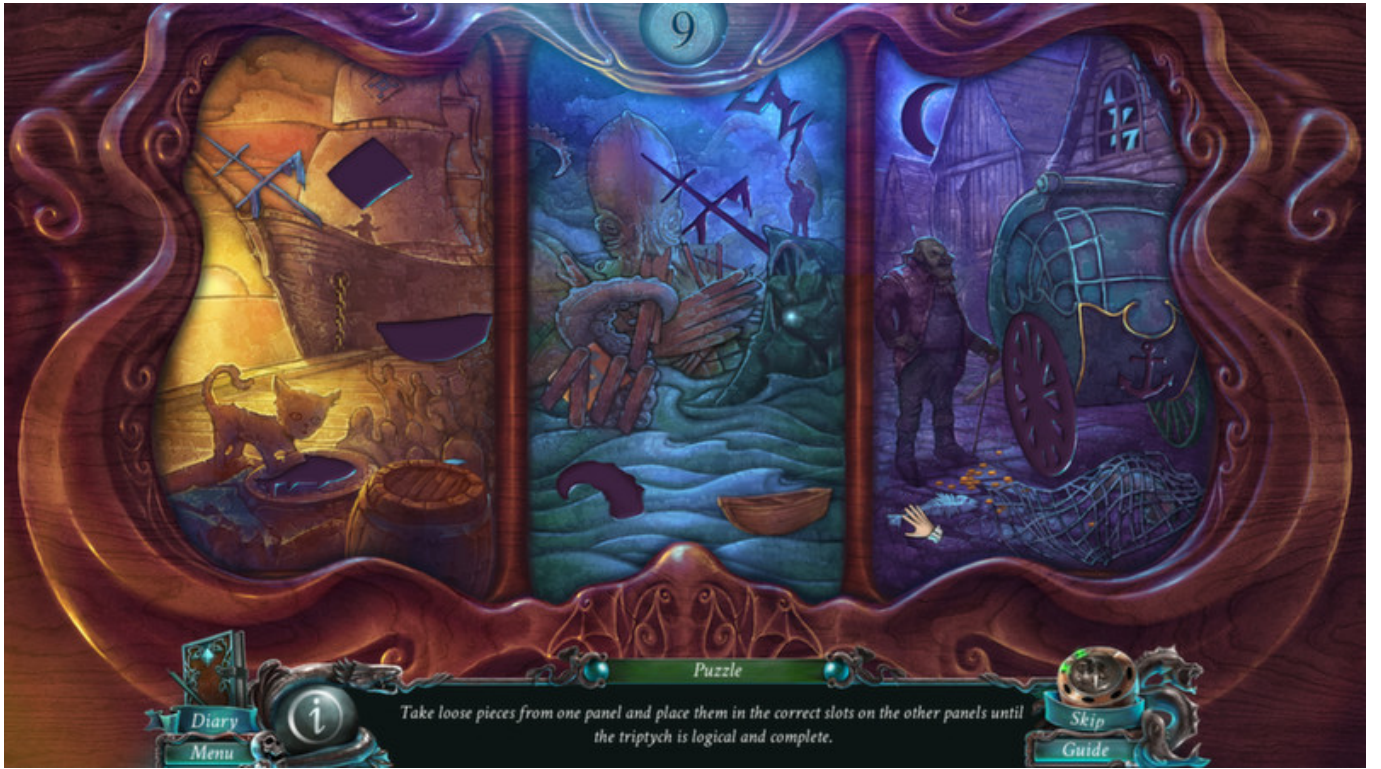 9
Puzzle
Take loose pieces from one panel and place them in the correct slots on the other panels until
the triptych is logical and complete.
Diary
Menu
i
Skip
Guide